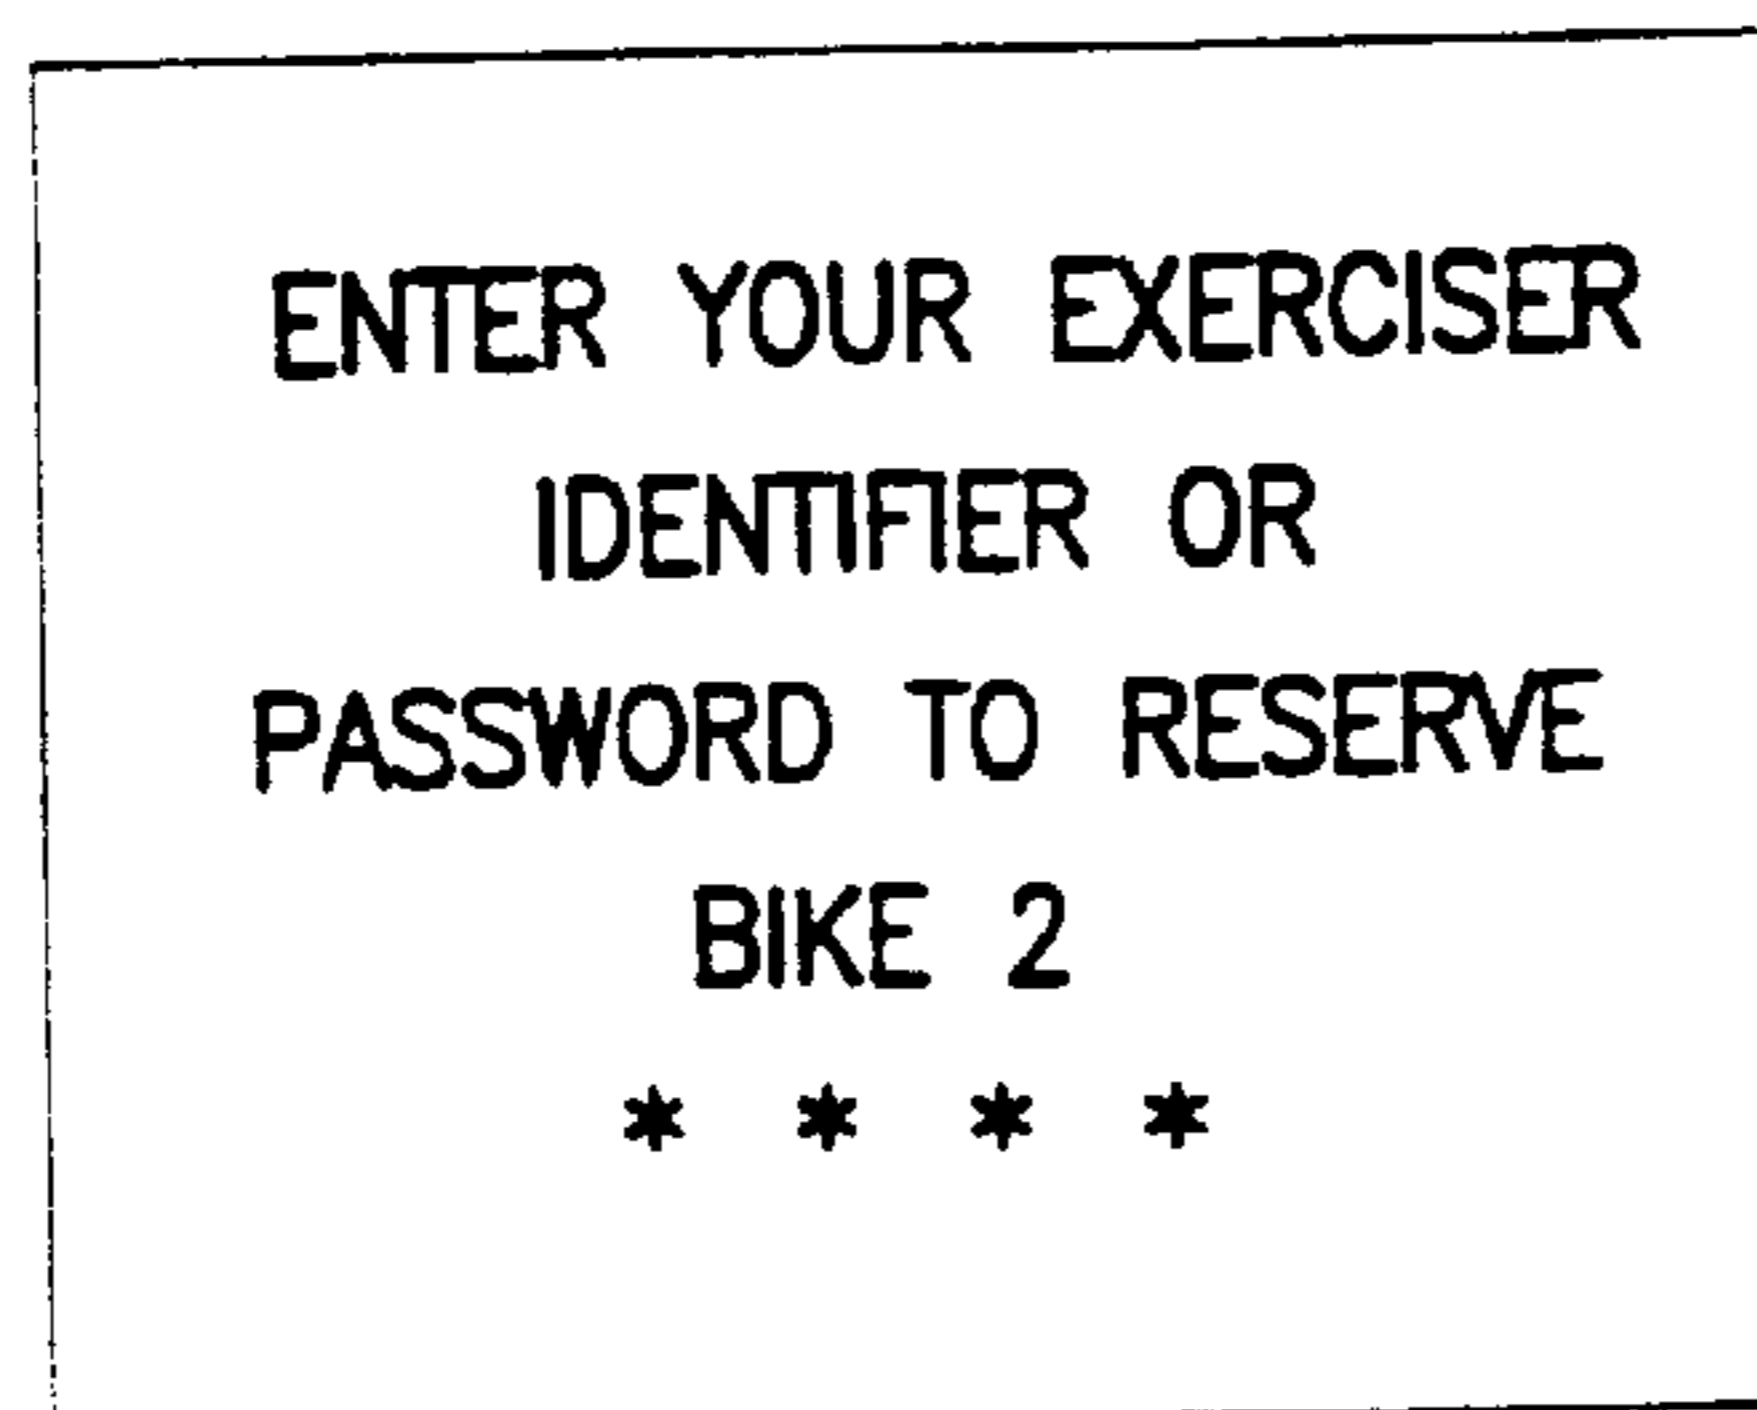 ENTER YOUR EXERCISER
IDENTIFIER OR
PASSWORD TO RESERVE
BIKE 2
* * * *